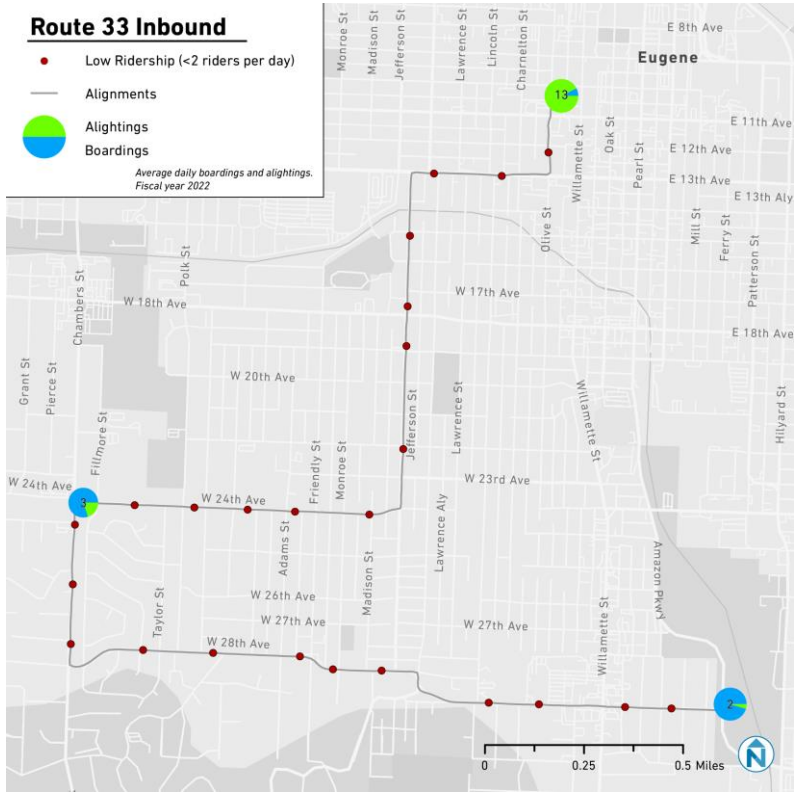 Route 33 Inbound
Low Ridership (<2 riders per day)
Alignments
Alightings
Boardings
Average daily boardings and alightings.
Fiscal year 2022
Monroe St
Madison St
Jefferson St
Lawrence St
Lincoln St
Charnelton St
E 8th Ave
Eugene
13
E 11th Ave
Willamette St
Oak St
Pearl St
E 12th Ave
E 13th Ave
E 13th Aly
Olive St
Mill St
Ferry St
Patterson St
Chambers St
Polk St
W 18th Ave
W 17th Ave
E 18th Ave
Grant St
Pierce St
W 20th Ave
Jefferson St
Lawrence St
Willamette St
Hilyard St
Fillmore St
Friendly St
Monroe St
W 24th Ave
3
W 24th Ave
W 23rd Ave
Adams St
Lawrence Aly
Madison St
Amazon Pkwy
W 26th Ave
Taylor St
W 27th Ave
W 27th Ave
Willamette St
W 28th Ave
2
0
0.25
0.5 Miles
N